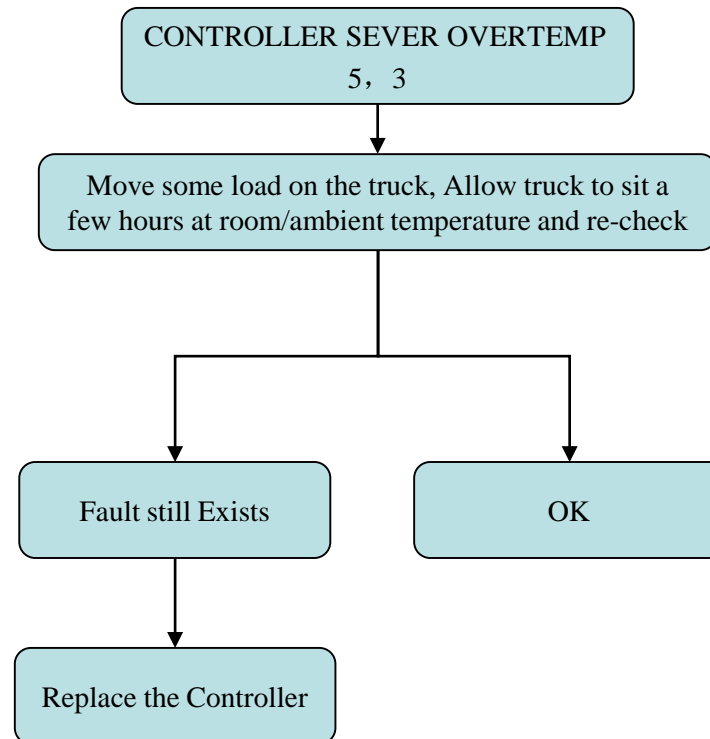 CONTROLLER SEVER OVERTEMP
5，3
Move some load on the truck, Allow truck to sit a
few hours at room/ambient temperature and re-check
Fault still Exists
OK
Replace the Controller